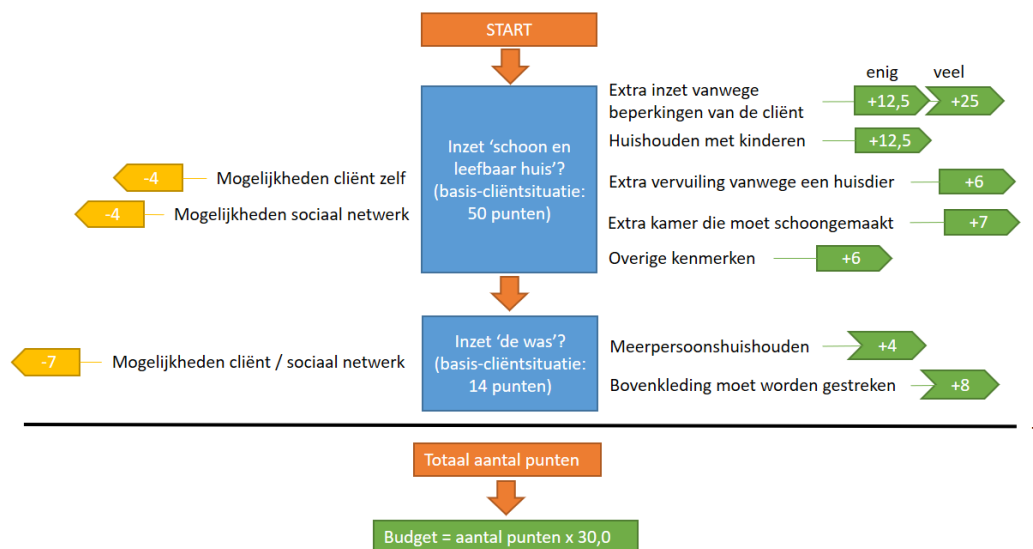 START
enig veel
Extra inzet vanwege
beperkingen van de cliënt
+12,5
+25
Huishouden met kinderen
+12,5
Inzet ‘schoon en
leefbaar huis’?
(basis-cliëntsituatie:
50 punten)
-4
Mogelijkheden cliënt zelf
-4
Mogelijkheden sociaal netwerk
Extra vervuiling vanwege een huisdier
+6
Extra kamer die moet schoongemaakt
+7
Overige kenmerken
+6
Inzet ‘de was’?
(basis-cliëntsituatie:
14 punten)
-7
Mogelijkheden cliënt / sociaal netwerk
Meerpersoonshuishouden
+4
Bovenkleding moet worden gestreken
+8
Totaal aantal punten
Budget = aantal punten x 30,0